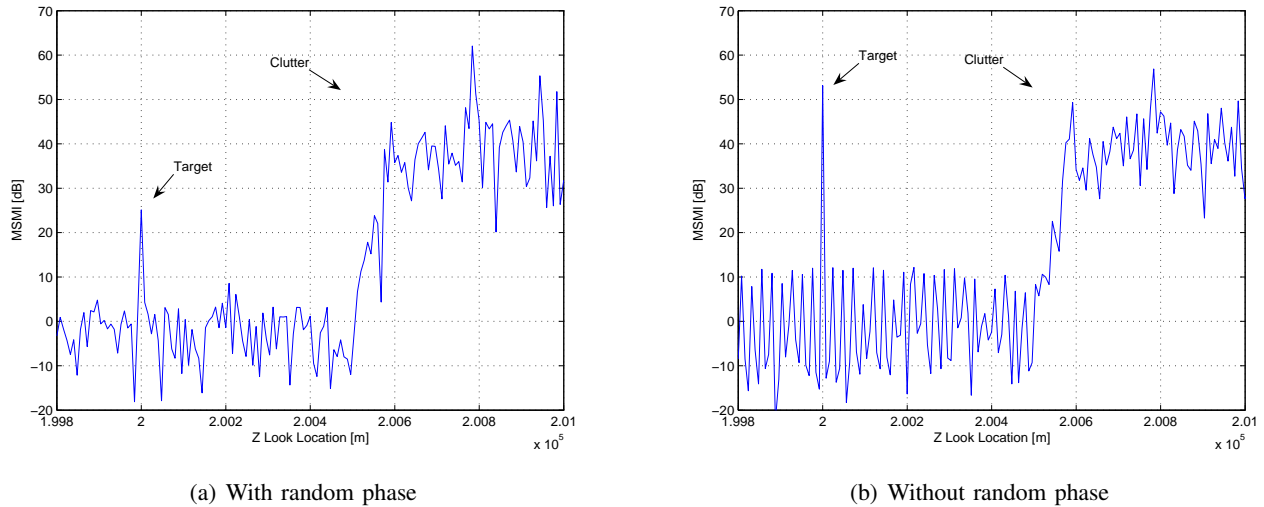 70
60
50
40
30
20
10
0
−10
−20
MSMI [dB]
Clutter
Target
1.998 2 2.002 2.004 2.006 2.008 2.01
x 10^5
Z Look Location [m]
(a) With random phase
70
60
50
40
30
20
10
0
−10
−20
MSMI [dB]
Target
Clutter
1.998 2 2.002 2.004 2.006 2.008 2.01
x 10^5
Z Look Location [m]
(b) Without random phase